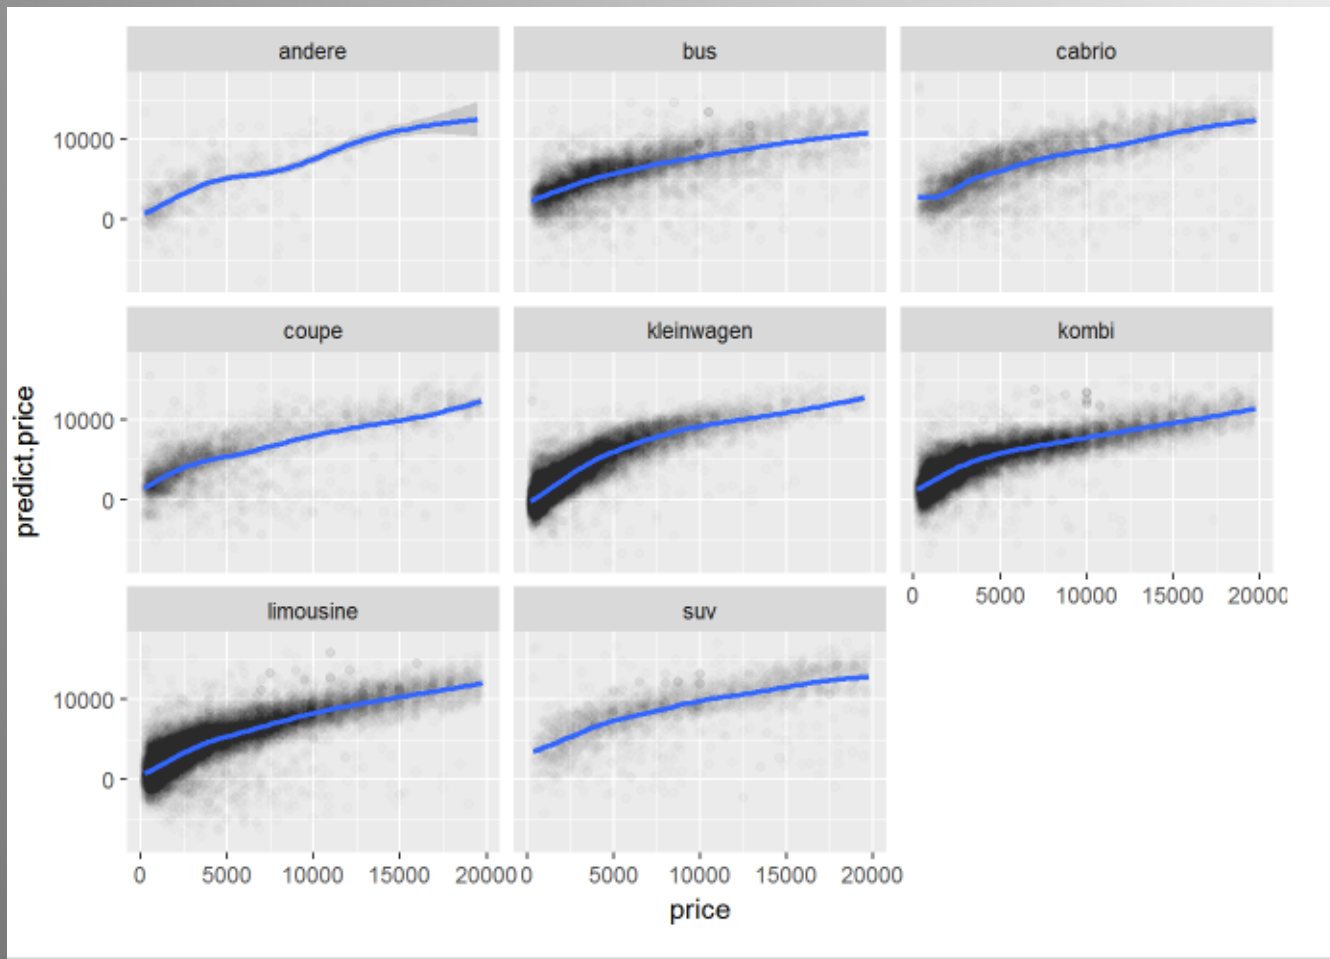 andere bus cabrio
10000
0
coupe kleinwagen kombi
predict.price
10000
0
0 5000 10000 15000 20000
limousine suv
10000
0
0 5000 10000 15000 20000 0 5000 10000 15000 20000
price